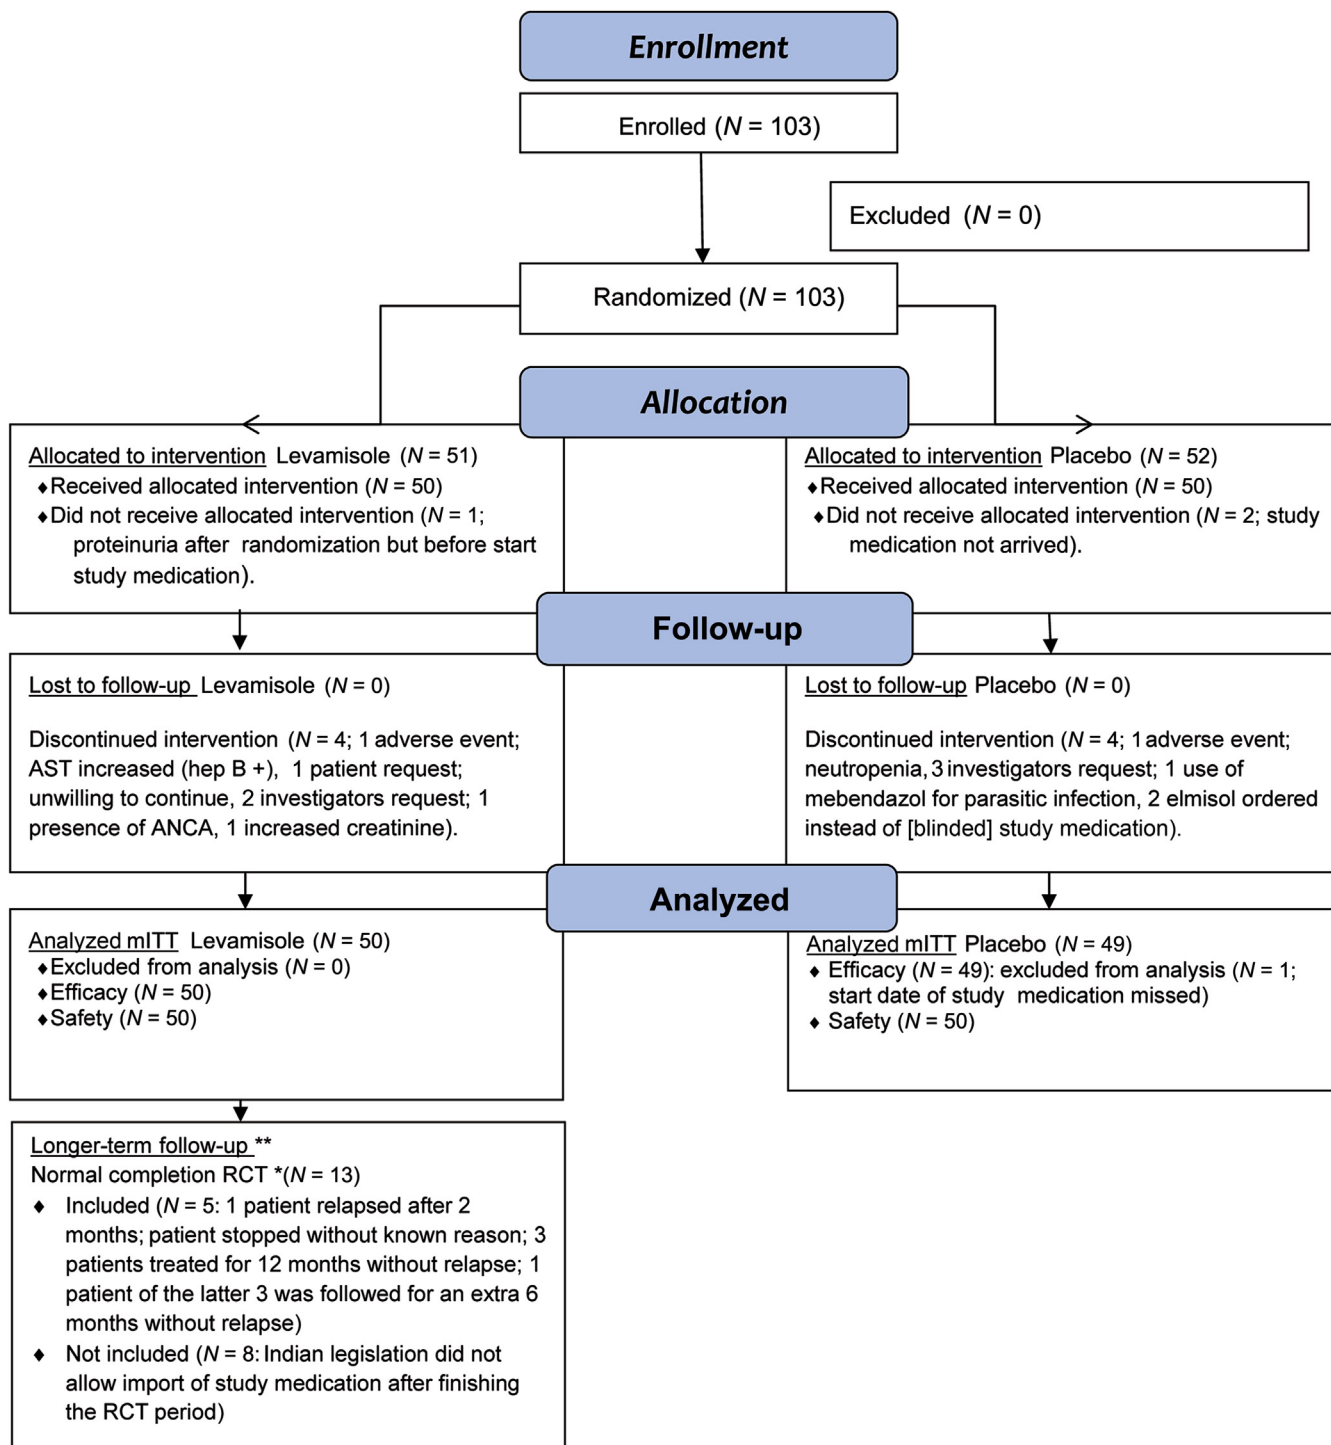 Enrollment
Enrolled (N = 103)
Excluded (N = 0)
Randomized (N = 103)
Allocation
Allocated to intervention Levamisole (N = 51)
♦Received allocated intervention (N = 50)
♦Did not receive allocated intervention (N = 1;
proteinuria after randomization but before start
study medication).
Allocated to intervention Placebo (N = 52)
♦Received allocated intervention (N = 50)
♦Did not receive allocated intervention (N = 2; study
medication not arrived).
Follow-up
Lost to follow-up Levamisole (N = 0)
Discontinued intervention (N = 4; 1 adverse event;
AST increased (hep B +), 1 patient request;
unwilling to continue, 2 investigators request; 1
presence of ANCA, 1 increased creatinine).
Lost to follow-up Placebo (N = 0)
Discontinued intervention (N = 4; 1 adverse event;
neutropenia, 3 investigators request; 1 use of
mebendazol for parasitic infection, 2 elmisol ordered
instead of [blinded] study medication).
Analyzed
Analyzed mITT Levamisole (N = 50)
♦Excluded from analysis (N = 0)
♦Efficacy (N = 50)
♦Safety (N = 50)
Analyzed mITT Placebo (N = 49)
♦ Efficacy (N = 49): excluded from analysis (N = 1;
start date of study medication missed)
♦ Safety (N = 50)
Longer-term follow-up **
Normal completion RCT *(N = 13)
♦ Included (N = 5: 1 patient relapsed after 2
months; patient stopped without known reason; 3
patients treated for 12 months without relapse; 1
patient of the latter 3 was followed for an extra 6
months without relapse)
♦ Not included (N = 8: Indian legislation did not
allow import of study medication after finishing
the RCT period)